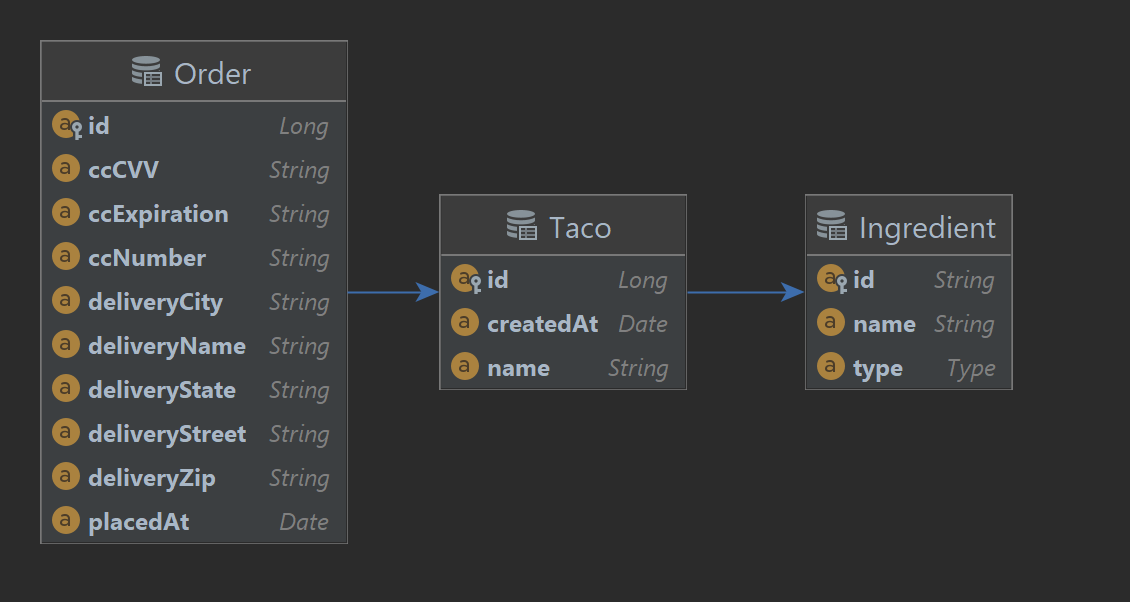 Order
id Long
ccCVV String
ccExpiration String
ccNumber String
deliveryCity String
deliveryName String
deliveryState String
deliveryStreet String
deliveryZip String
placedAt Date
Taco
id Long
createdAt Date
name String
Ingredient
id String
name String
type Type